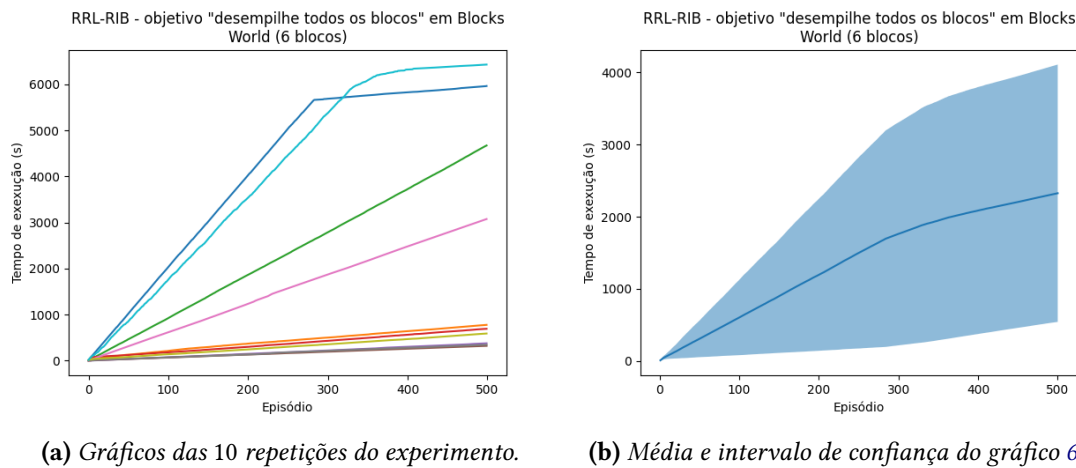 RRL-RIB - objetivo "desempilhe todos os blocos" em Blocks
World (6 blocos)
6000
5000
4000
3000
2000
1000
0
Tempo de exexução (s)
0 100 200 300 400 500
Episódio
(a) Gráficos das 10 repetições do experimento.
RRL-RIB - objetivo "desempilhe todos os blocos" em Blocks
World (6 blocos)
4000
3000
2000
1000
0
Tempo de exexução (s)
0 100 200 300 400 500
Episódio
(b) Média e intervalo de confiança do gráfico 6